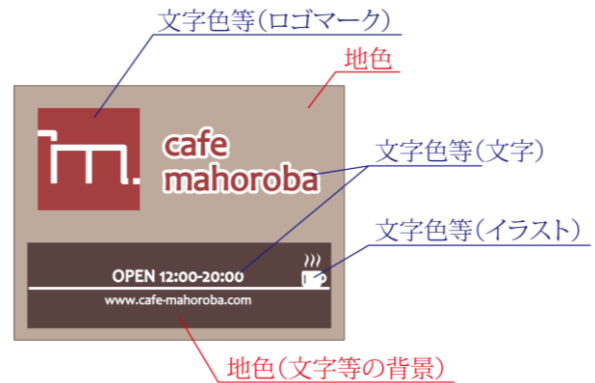 文字色等(ロゴマーク)
地色
cafe
mahoroba
文字色等(文字)
文字色等(イラスト)
OPEN 12:00-20:00
www.cafe-mahoroba.com
地色(文字等の背景)